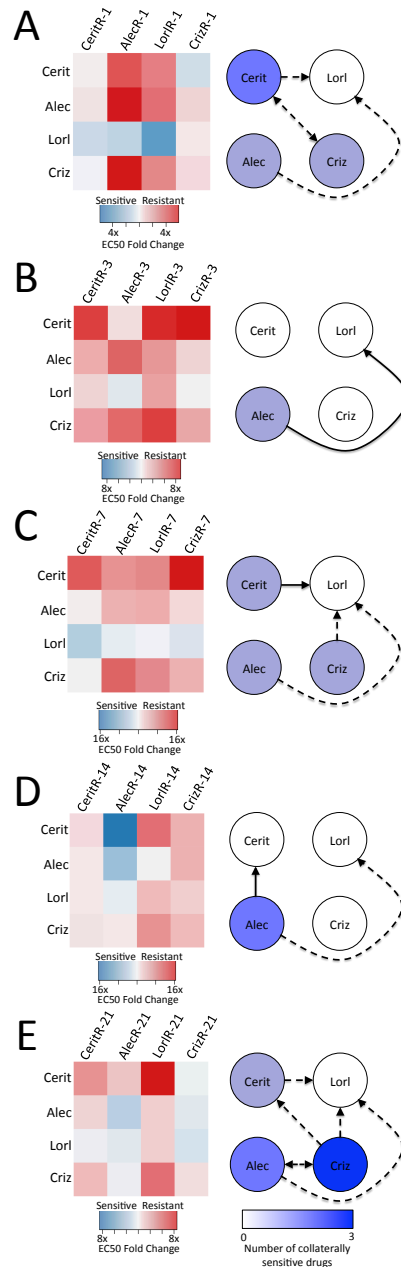 A
CeritR-1 AlecR-1 LorlR-1 CrizR-1
Cerit
Alec
Lorl
Criz
Sensitive Resistant
4x 4x
EC50 Fold Change
Cerit Lorl
Alec Criz
B
CeritR-3 AlecR-3 LorlR-3 CrizR-3
Cerit
Alec
Lorl
Criz
Sensitive Resistant
8x 8x
EC50 Fold Change
Cerit Lorl
Alec Criz
C
CeritR-7 AlecR-7 LorlR-7 CrizR-7
Cerit
Alec
Lorl
Criz
Sensitive Resistant
16x 16x
EC50 Fold Change
Cerit Lorl
Alec Criz
D
CeritR-14 AlecR-14 LorlR-14 CrizR-14
Cerit
Alec
Lorl
Criz
Sensitive Resistant
16x 16x
EC50 Fold Change
Cerit Lorl
Alec Criz
E
CeritR-21 AlecR-21 LorlR-21 CrizR-21
Cerit
Alec
Lorl
Criz
Sensitive Resistant
8x 8x
EC50 Fold Change
Cerit Lorl
Alec Criz
0 3
Number of collaterally
sensitive drugs